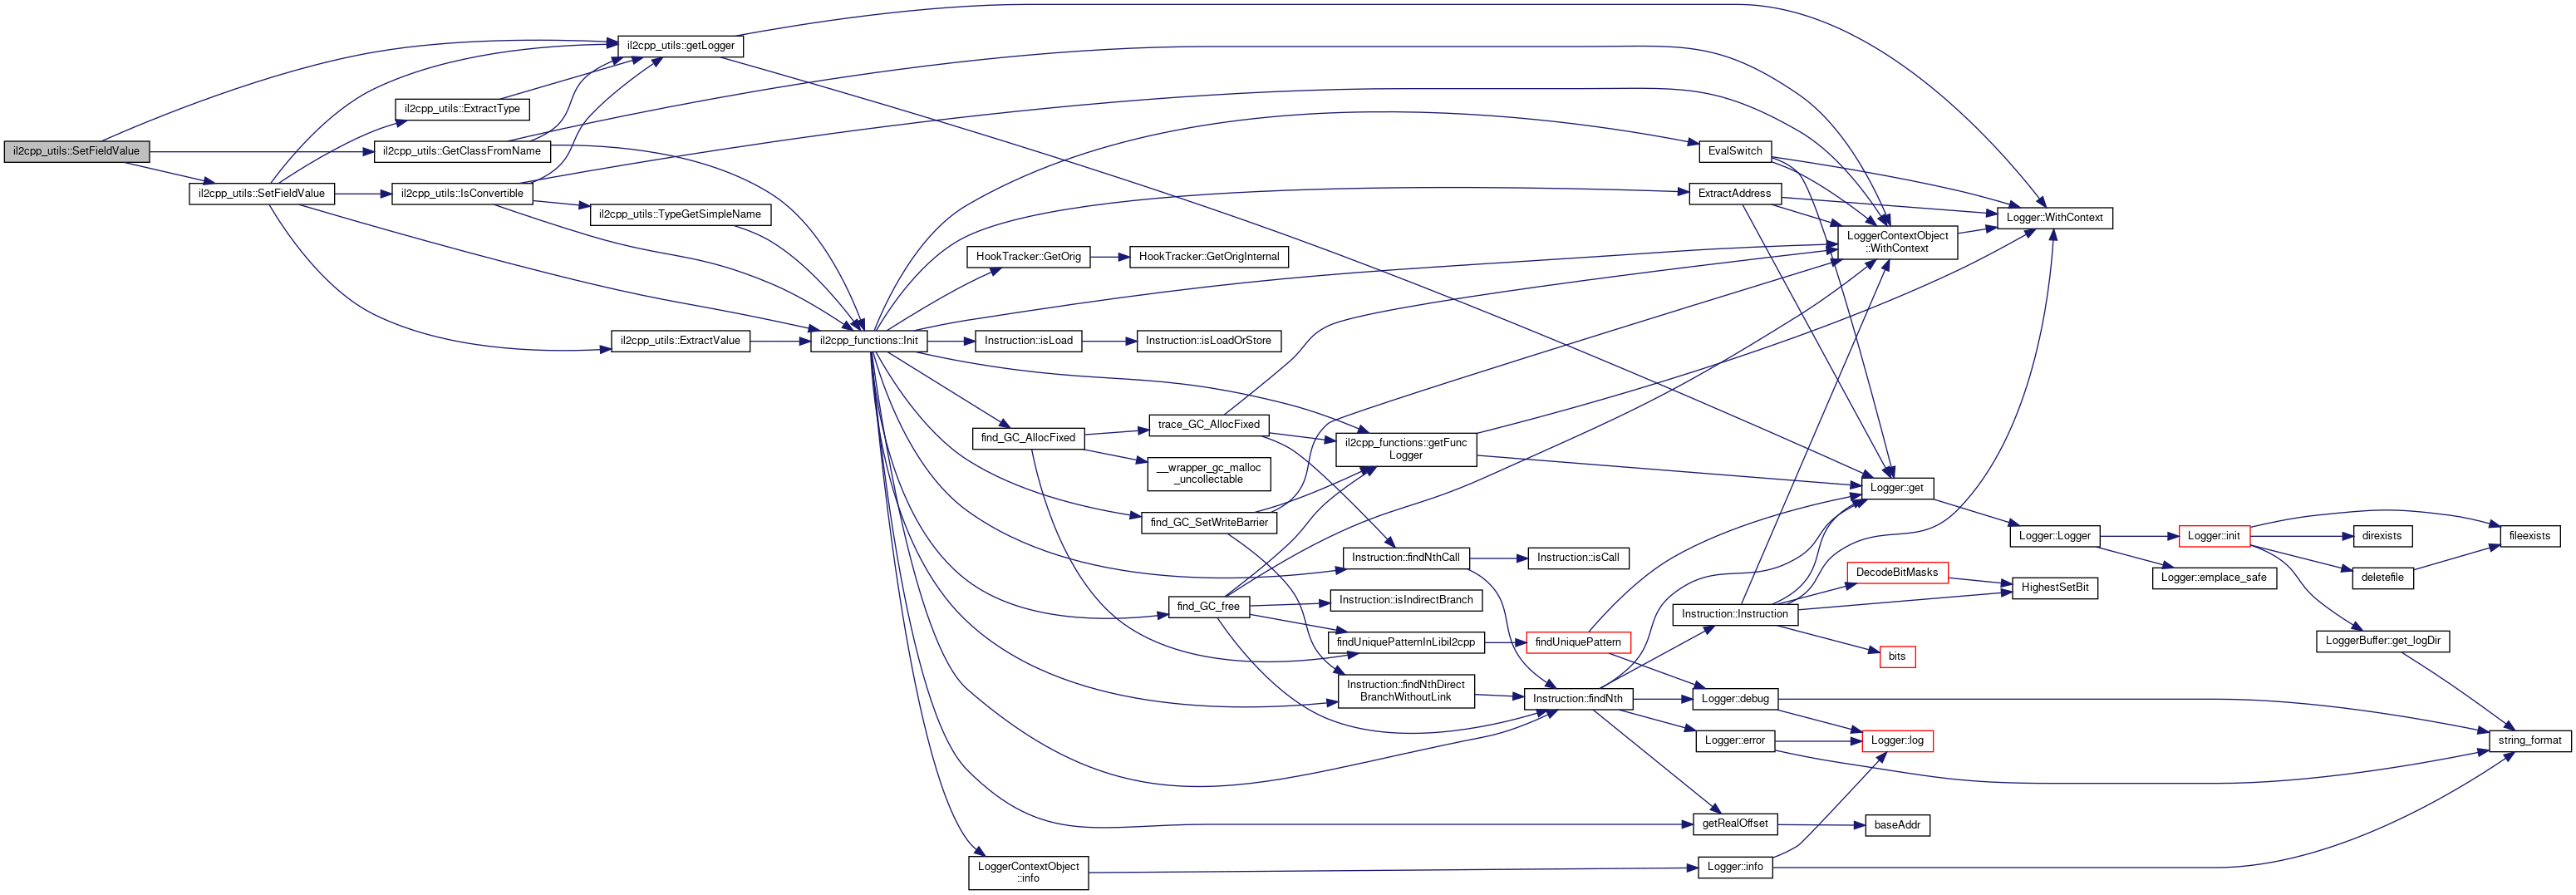 il2cpp_utils::SetFieldValue
il2cpp_utils::getLogger
il2cpp_utils::ExtractType
il2cpp_utils::GetClassFromName
il2cpp_utils::SetFieldValue
il2cpp_utils::IsConvertible
il2cpp_utils::TypeGetSimpleName
il2cpp_utils::ExtractValue
il2cpp_functions::Init
HookTracker::GetOrig
HookTracker::GetOrigInternal
Instruction::isLoad
Instruction::isLoadOrStore
find_GC_AllocFixed
trace_GC_AllocFixed
__wrapper_gc_malloc
_uncollectable
find_GC_SetWriteBarrier
find_GC_free
il2cpp_functions::getFunc
Logger
Instruction::findNthCall
Instruction::isCall
Instruction::isIndirectBranch
findUniquePatternInLibil2cpp
findUniquePattern
Instruction::findNthDirect
BranchWithoutLink
Instruction::findNth
EvalSwitch
ExtractAddress
LoggerContextObject
::WithContext
Logger::WithContext
Logger::get
Logger::Logger
Logger::init
Logger::emplace_safe
direxists
fileexists
deletefile
LoggerBuffer::get_logDir
string_format
DecodeBitMasks
HighestSetBit
Instruction::Instruction
bits
Logger::debug
Logger::error
Logger::log
getRealOffset
baseAddr
LoggerContextObject
::info
Logger::info